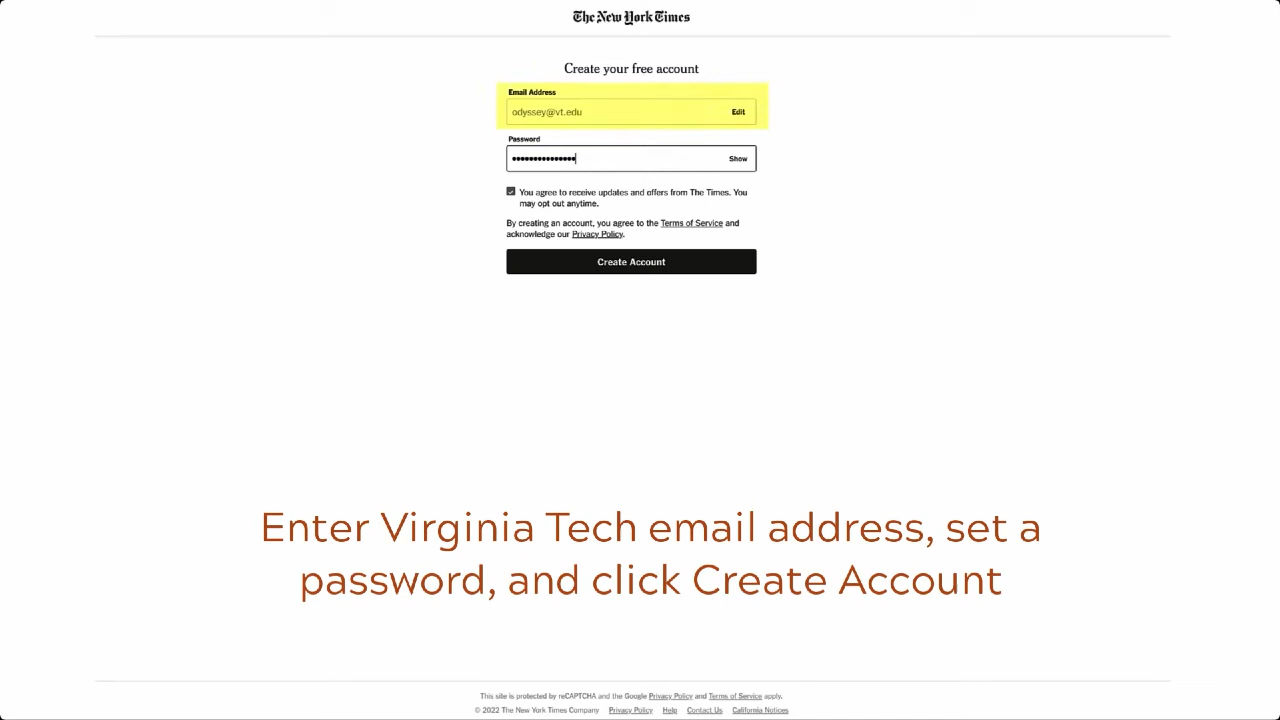 The New York Times
Create your free account
Email Address
odyssey@vt.edu Edit
Password
••••••••••••••• Show
You agree to receive updates and offers from The Times. You
may opt out anytime.
By creating an account, you agree to the Terms of Service and
acknowledge our Privacy Policy.
Create Account
Enter Virginia Tech email address, set a
password, and click Create Account
This site is protected by reCAPTCHA and the Google Privacy Policy and Terms of Service apply.
© 2022 The New York Times Company Privacy Policy Help Contact Us California Notices